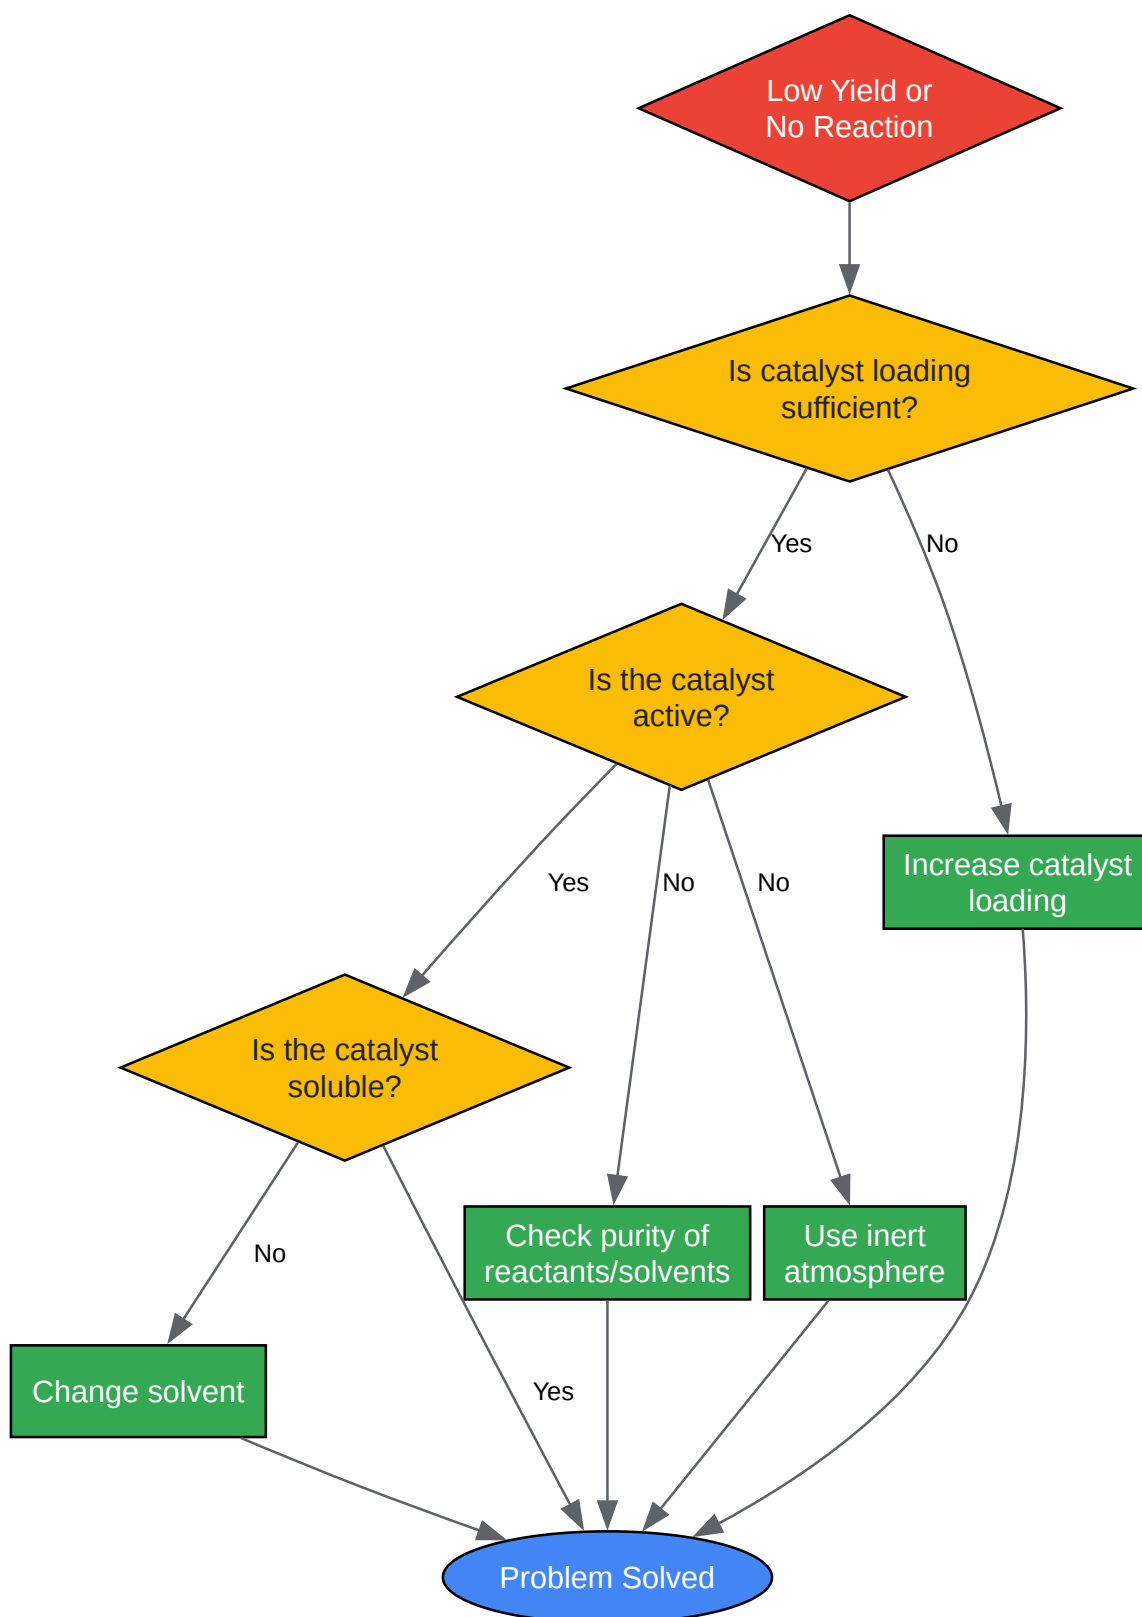 Low Yield or
No Reaction
Is catalyst loading
sufficient?
Yes
No
Is the catalyst
active?
Increase catalyst
loading
Yes
No
No
Is the catalyst
soluble?
Check purity of
reactants/solvents
Use inert
atmosphere
No
Change solvent
Yes
Problem Solved